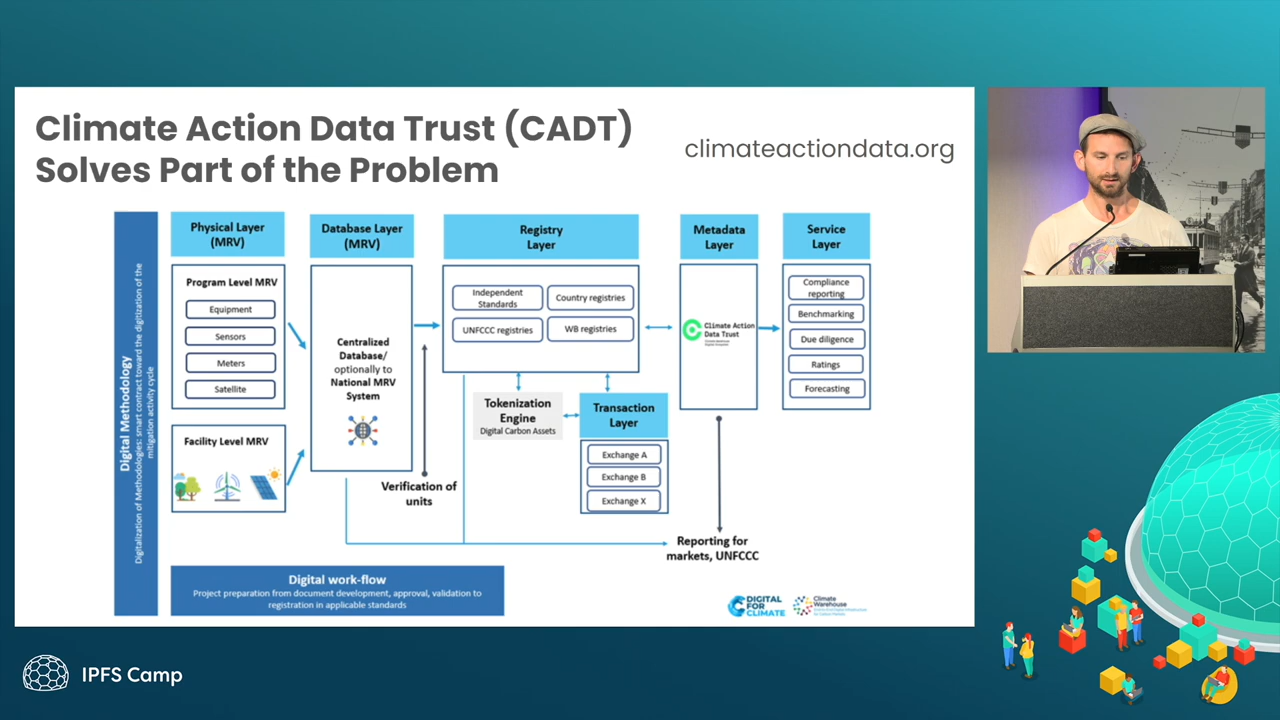 Climate Action Data Trust (CADT)
Solves Part of the Problem
climateactiondata.org
Digital Methodology
Digitalization of Methodologies: smart contract toward the digitization of the
mitigation activity cycle
Physical Layer
(MRV)
Program Level MRV
Equipment
Sensors
Meters
Satellite
Facility Level MRV
Database Layer
(MRV)
Centralized
Database/
optionally to
National MRV
System
Verification of
units
Registry
Layer
Independent
Standards
Country registries
UNFCCC registries
WB registries
Tokenization
Engine
Digital Carbon Assets
Transaction
Layer
Exchange A
Exchange B
Exchange X
Metadata
Layer
Climate Action
Data Trust
Reporting for
markets, UNFCCC
Service
Layer
Compliance
reporting
Benchmarking
Due diligence
Ratings
Forecasting
Digital work-flow
Project preparation from document development, approval, validation to
registration in applicable standards
DIGITAL
FOR
CLIMATE
Climate
Warehouse
IPFS Camp